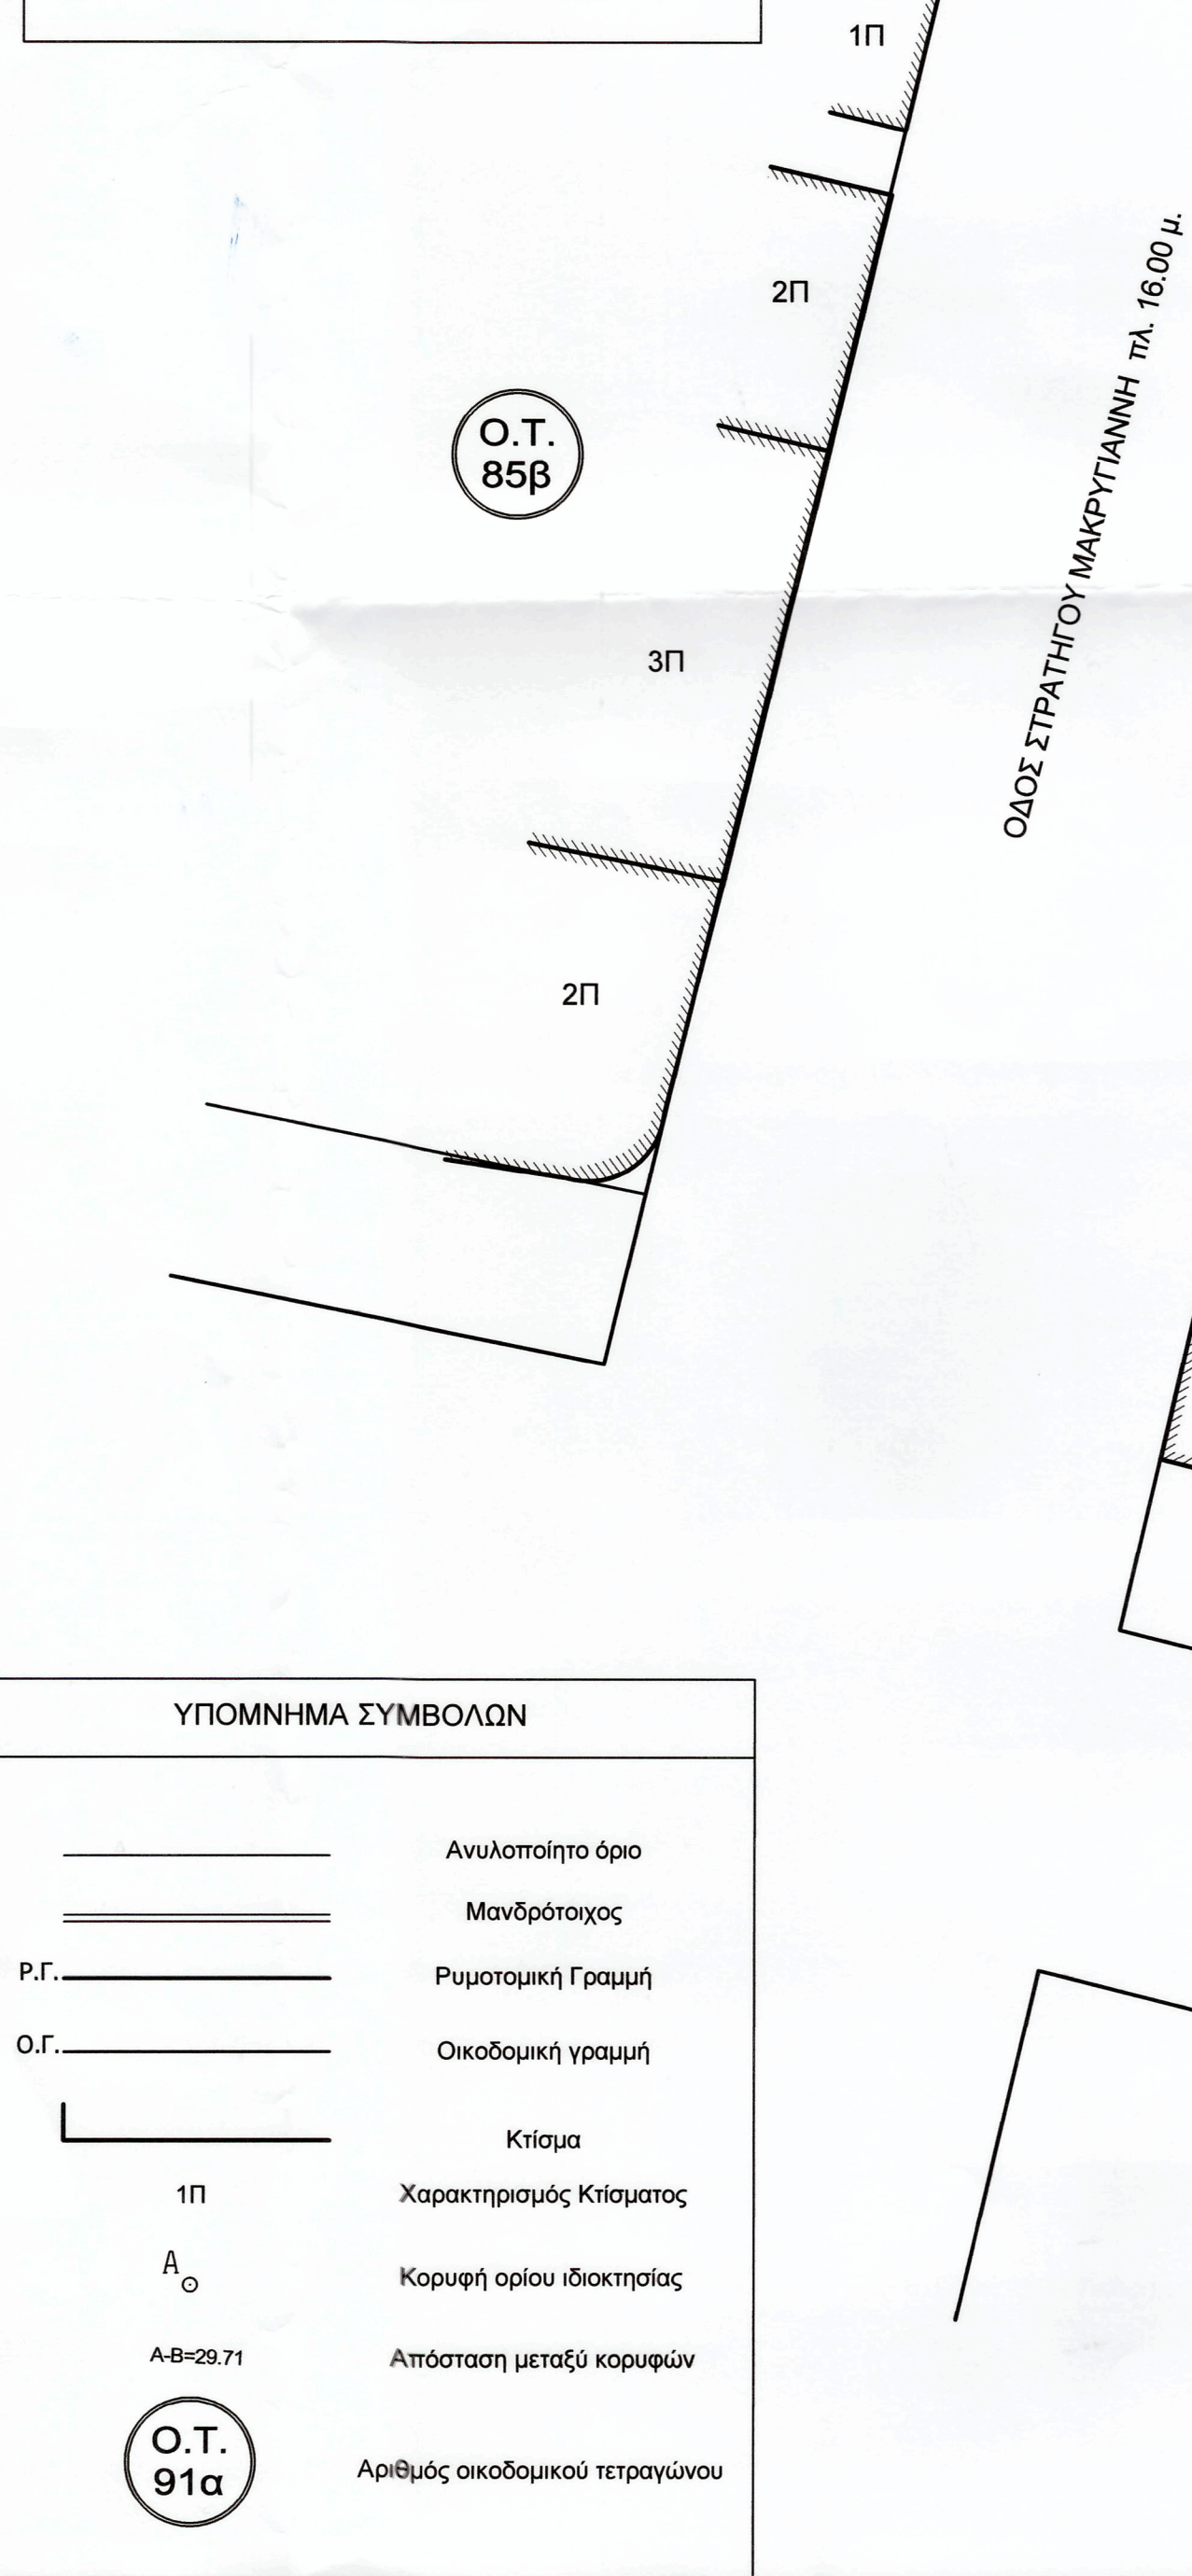 1Π
2Π
Ο.Τ.
85β
ΟΔΟΣ ΣΤΡΑΤΗΓΟΥ ΜΑΚΡΥΓΙΑΝΝΗ πλ. 16.00 μ.
3Π
2Π
ΥΠΟΜΝΗΜΑ ΣΥΜΒΟΛΩΝ
Ανυλοποίητο όριο
Μανδρότοιχος
Ρ.Γ. Ρυμοτομική Γραμμή
Ο.Γ. Οικοδομική γραμμή
Κτίσμα
1Π Χαρακτηρισμός Κτίσματος
Α Κορυφή ορίου ιδιοκτησίας
Α-Β=29.71 Απόσταση μεταξύ κορυφών
Ο.Τ.
91α
Αριθμός οικοδομικού τετραγώνου